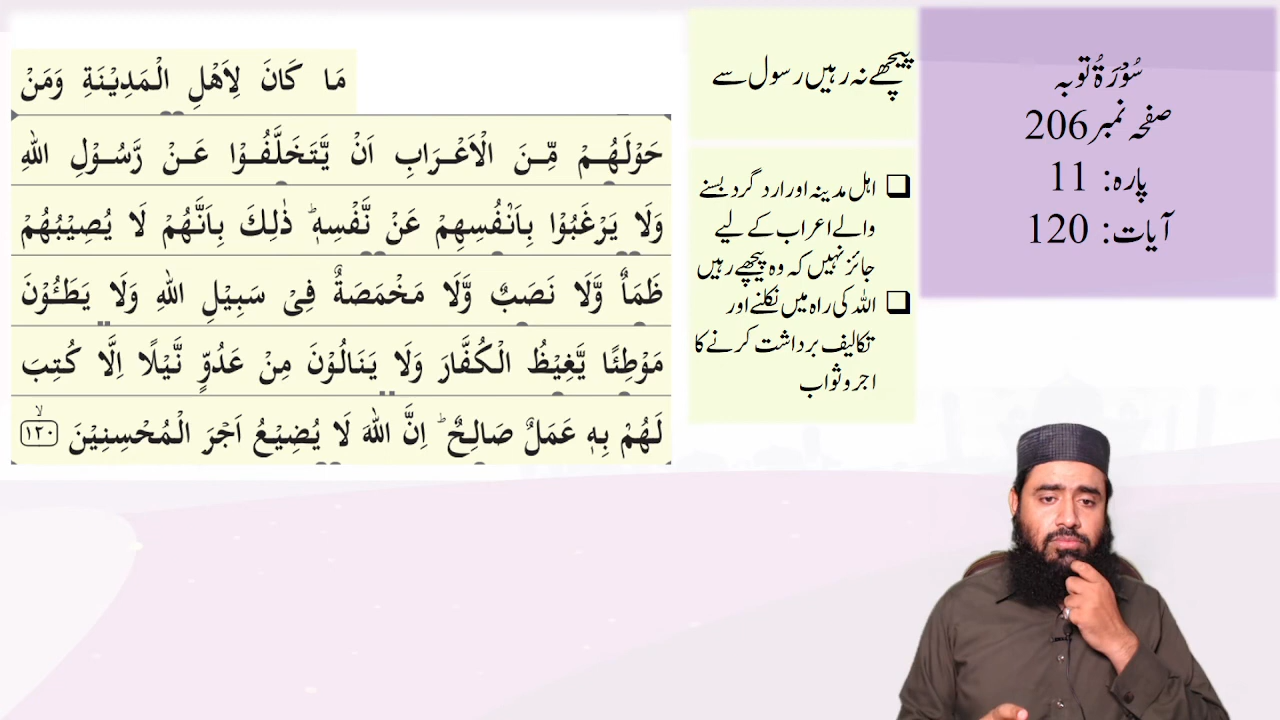 سُوْرَةُ توبہ
صفحہ نمبر 206
پارہ: 11
آیات: 120
پیچھے نہ رہیں رسول سے
❑ اہل مدینہ اور ارد گرد بسنے
والے اعراب کے لیے
جائز نہیں کہ وہ پیچھے رہیں
❑ اللہ کی راہ میں نکلنے اور
تکالیف برداشت کرنے کا
اجر و ثواب
مَا كَانَ لِاَهْلِ الْمَدِيْنَةِ وَمَنْ
حَوْلَهُمْ مِّنَ الْاَعْرَابِ اَنْ يَّتَخَلَّفُوْا عَنْ رَّسُوْلِ اللّٰهِ
وَلَا يَرْغَبُوْا بِاَنْفُسِهِمْ عَنْ نَّفْسِهٖ ؕ ذٰلِكَ بِاَنَّهُمْ لَا يُصِيْبُهُمْ
ظَمَاٌ وَّلَا نَصَبٌ وَّلَا مَخْمَصَةٌ فِيْ سَبِيْلِ اللّٰهِ وَلَا يَطَـُٔوْنَ
مَوْطِئًا يَّغِيْظُ الْكُفَّارَ وَلَا يَنَالُوْنَ مِنْ عَدُوٍّ نَّيْلًا اِلَّا كُتِبَ
لَهُمْ بِهٖ عَمَلٌ صَالِحٌ ؕ اِنَّ اللّٰهَ لَا يُضِيْعُ اَجْرَ الْمُحْسِنِيْنَ ۙ﴿۱۲۰﴾